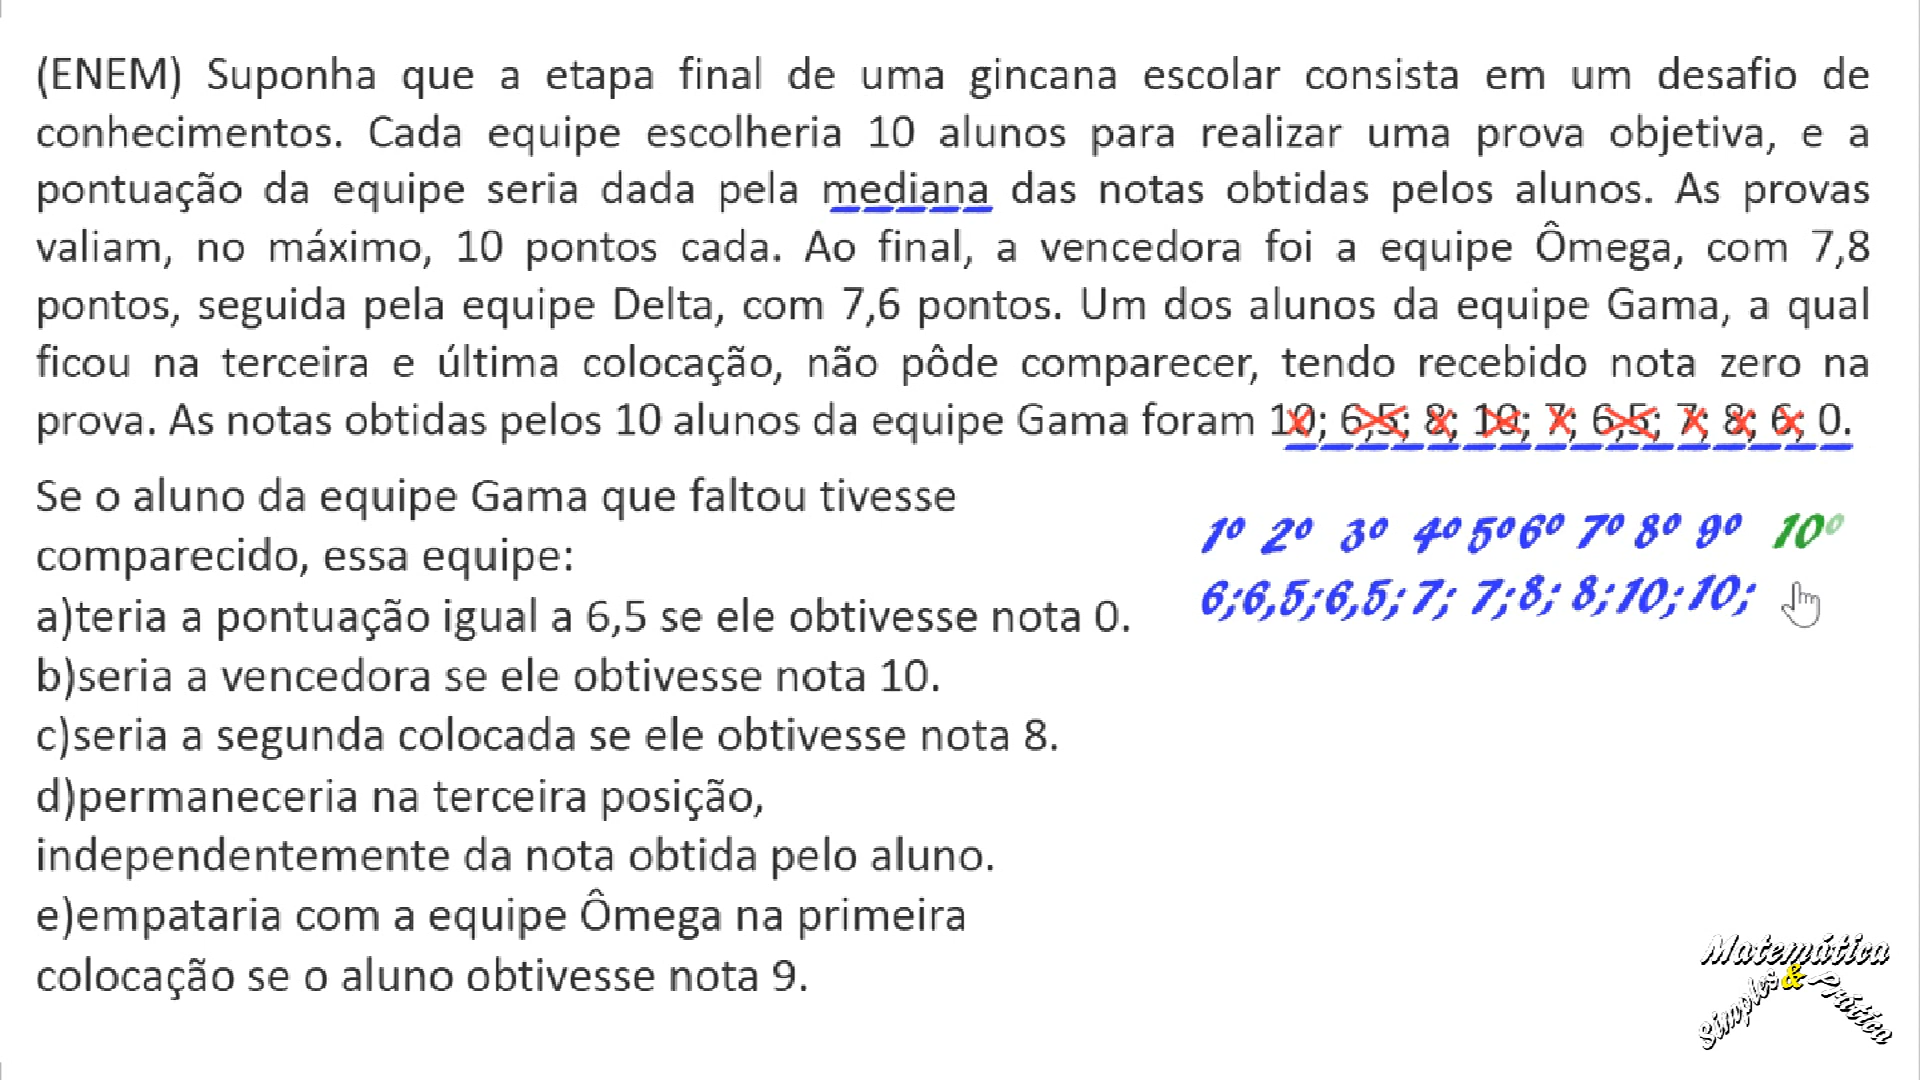 (ENEM) Suponha que a etapa final de uma gincana escolar consista em um desafio de
conhecimentos. Cada equipe escolheria 10 alunos para realizar uma prova objetiva, e a
pontuação da equipe seria dada pela mediana das notas obtidas pelos alunos. As provas
valiam, no máximo, 10 pontos cada. Ao final, a vencedora foi a equipe Ômega, com 7,8
pontos, seguida pela equipe Delta, com 7,6 pontos. Um dos alunos da equipe Gama, a qual
ficou na terceira e última colocação, não pôde comparecer, tendo recebido nota zero na
prova. As notas obtidas pelos 10 alunos da equipe Gama foram 10; 6,5; 8; 10; 7; 6,5; 7; 8; 6; 0.
Se o aluno da equipe Gama que faltou tivesse
comparecido, essa equipe:
a)teria a pontuação igual a 6,5 se ele obtivesse nota 0.
b)seria a vencedora se ele obtivesse nota 10.
c)seria a segunda colocada se ele obtivesse nota 8.
d)permaneceria na terceira posição,
independentemente da nota obtida pelo aluno.
e)empataria com a equipe Ômega na primeira
colocação se o aluno obtivesse nota 9.
1º 2º 3º 4º 5º 6º 7º 8º 9º 10º
6; 6,5; 6,5; 7; 7; 8; 8; 10; 10;
Matemática
Simples & Prática